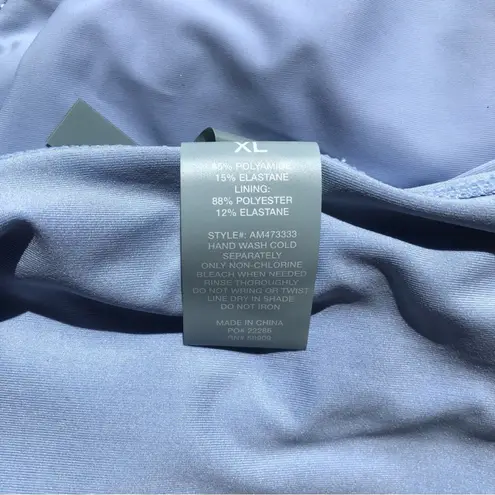 XL
85% POLYAMIDE
15% ELASTANE
LINING:
88% POLYESTER
12% ELASTANE
STYLE#: AM473333
HAND WASH COLD
SEPARATELY
ONLY NON-CHLORINE
BLEACH WHEN NEEDED
RINSE THOROUGHLY
DO NOT WRING OR TWIST
LINE DRY IN SHADE
DO NOT IRON
MADE IN CHINA
PO# 22266